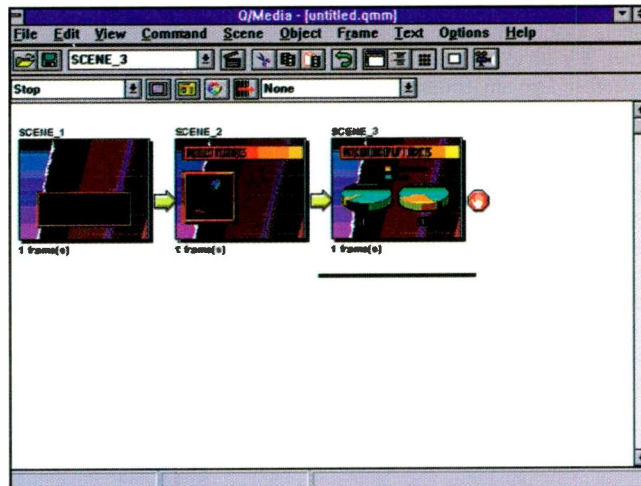 Q/Media - [untitled.qmm]
File Edit View Command Scene Object Frame Text Options Help
SCENE_3
Stop None
SCENE_1 SCENE_2 SCENE_3
1 frame(s) 1 frame(s) 1 frame(s)